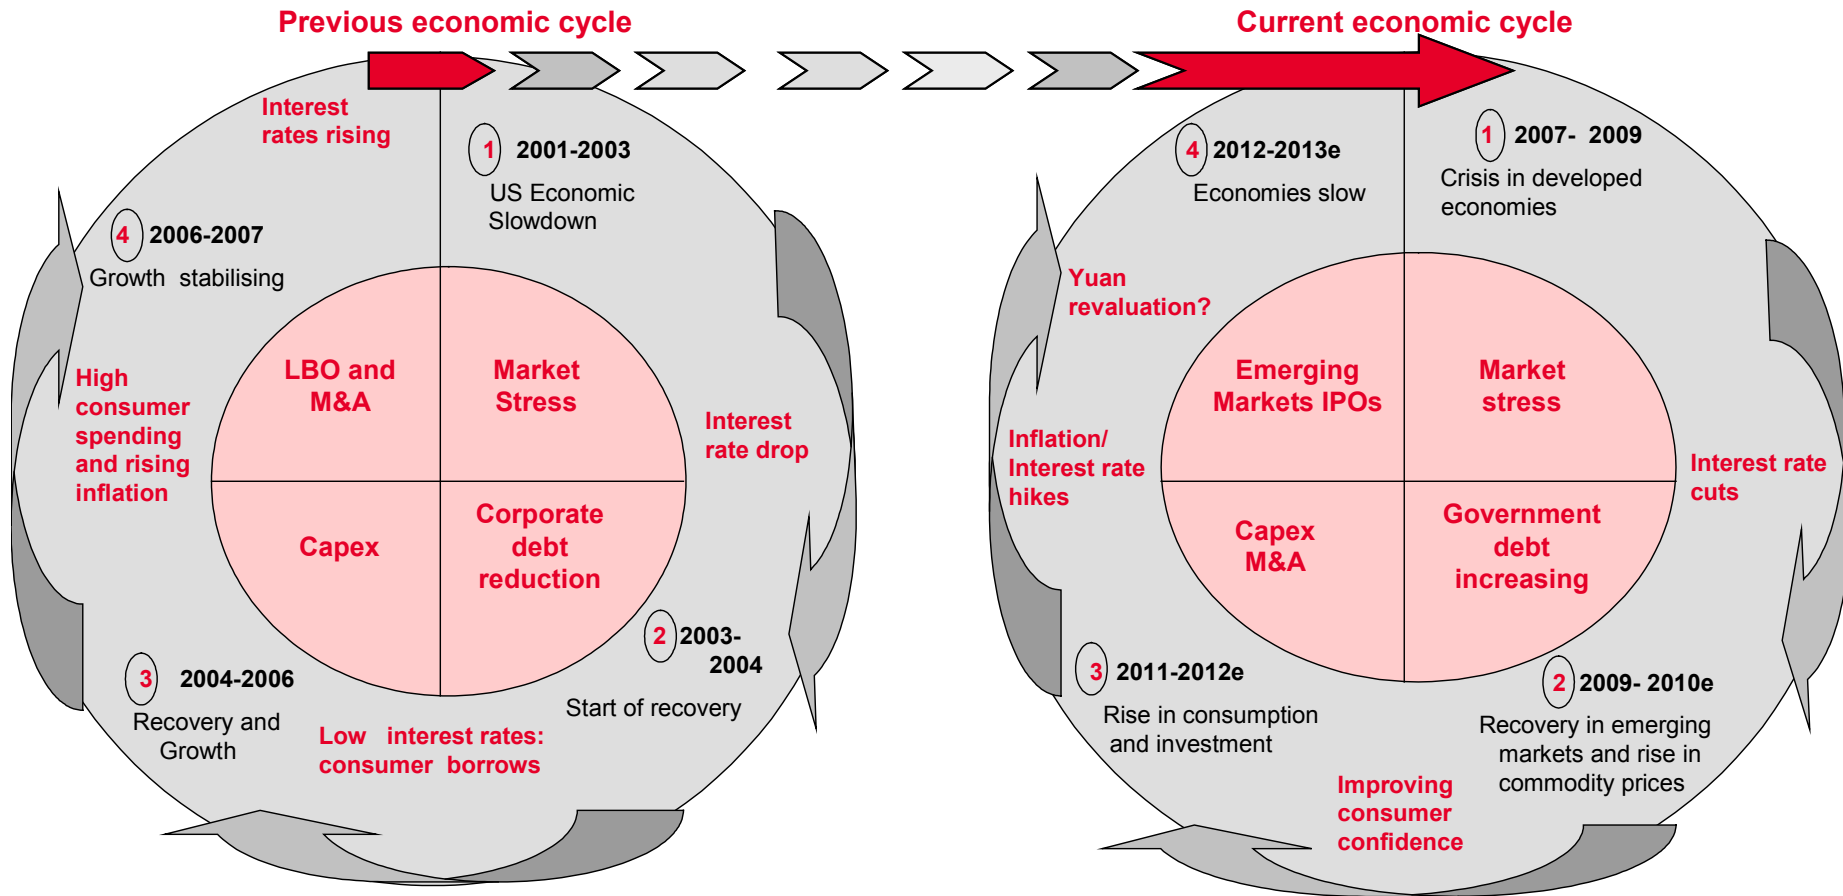 Previous economic cycle
Interest
rates rising
1 2001-2003
US Economic
Slowdown
4 2006-2007
Growth stabilising
LBO and
M&A
Market
Stress
High
consumer
spending
and rising
inflation
Interest
rate drop
Capex
Corporate
debt
reduction
2 2003-
2004
Start of recovery
3 2004-2006
Recovery and
Growth
Low interest rates:
consumer borrows
Current economic cycle
4 2012-2013e
Economies slow
1 2007- 2009
Crisis in developed
economies
Yuan
revaluation?
Emerging
Markets IPOs
Market
stress
Inflation/
Interest rate
hikes
Interest rate
cuts
Capex
M&A
Government
debt
increasing
3 2011-2012e
Rise in consumption
and investment
2 2009- 2010e
Recovery in emerging
markets and rise in
commodity prices
Improving
consumer
confidence